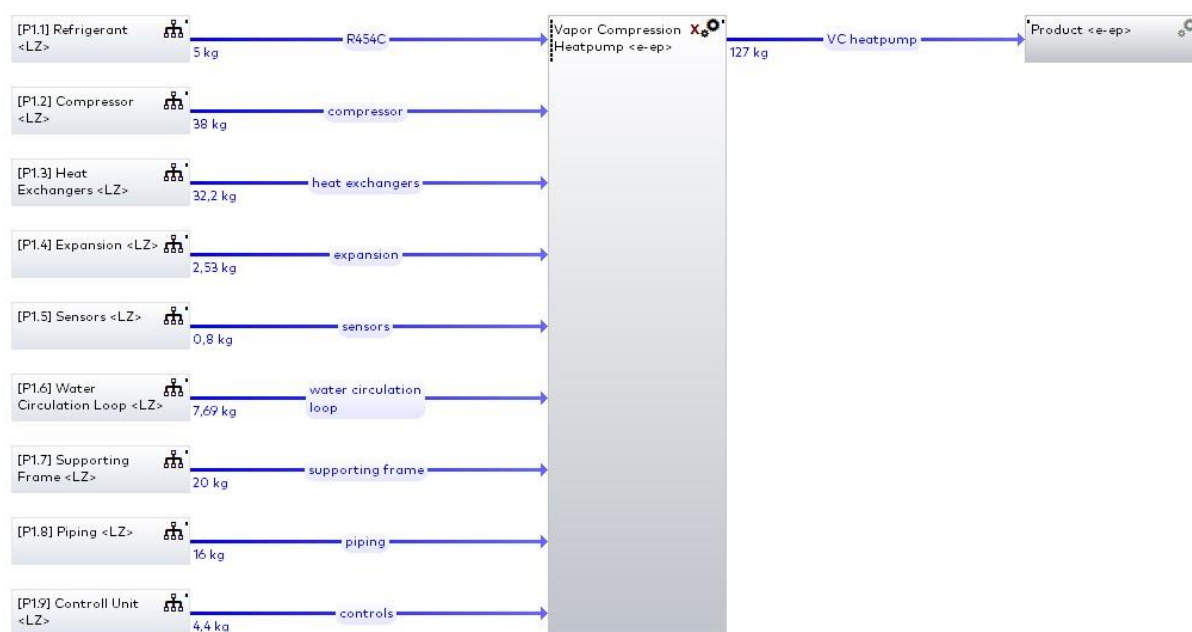 [P1.1] Refrigerant
<LZ>
5 kg
R454C
Vapor Compression
Heatpump <e-ep>
127 kg
VC heatpump
Product <e-ep>
[P1.2] Compressor
<LZ>
38 kg
compressor
[P1.3] Heat
Exchangers <LZ>
32,2 kg
heat exchangers
[P1.4] Expansion <LZ>
2,53 kg
expansion
[P1.5] Sensors <LZ>
0,8 kg
sensors
[P1.6] Water
Circulation Loop <LZ>
7,69 kg
water circulation
loop
[P1.7] Supporting
Frame <LZ>
20 kg
supporting frame
[P1.8] Piping <LZ>
16 kg
piping
[P1.9] Controll Unit
<LZ>
4,4 kg
controls